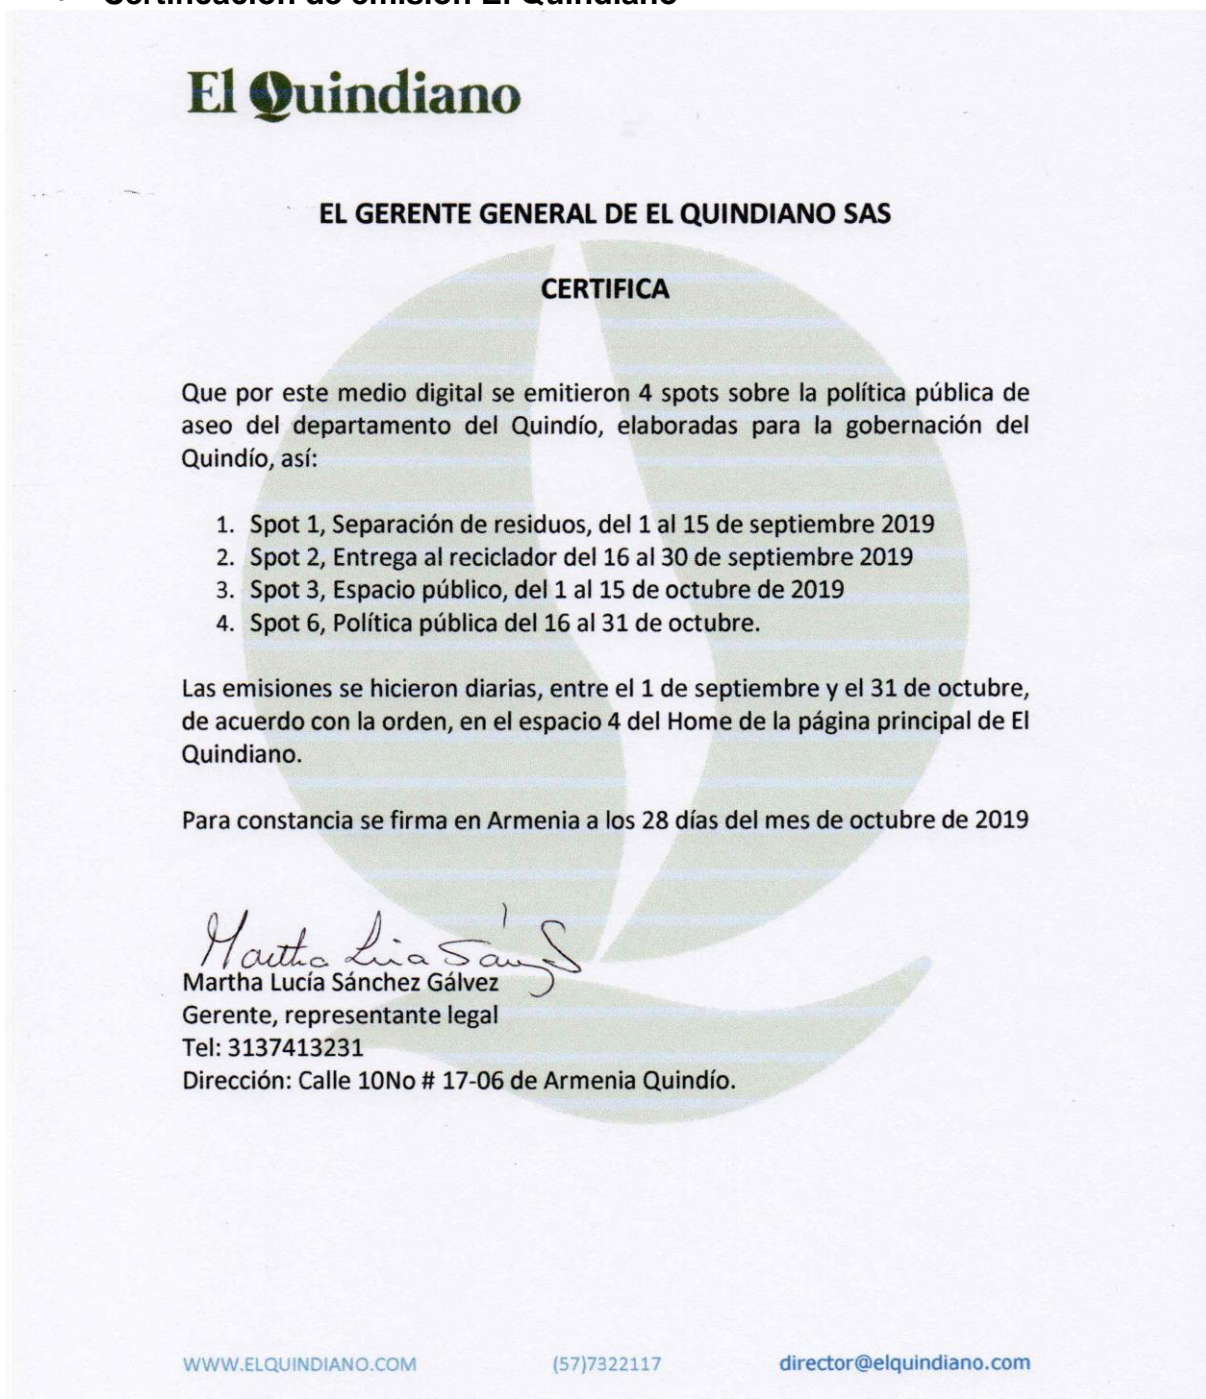 Certificación de emisión El Quindiano
El Quindiano
EL GERENTE GENERAL DE EL QUINDIANO SAS
CERTIFICA
Que por este medio digital se emitieron 4 spots sobre la política pública de
aseo del departamento del Quindío, elaboradas para la gobernación del
Quindío, así:
1. Spot 1, Separación de residuos, del 1 al 15 de septiembre 2019
2. Spot 2, Entrega al reciclador del 16 al 30 de septiembre 2019
3. Spot 3, Espacio público, del 1 al 15 de octubre de 2019
4. Spot 6, Política pública del 16 al 31 de octubre.
Las emisiones se hicieron diarias, entre el 1 de septiembre y el 31 de octubre,
de acuerdo con la orden, en el espacio 4 del Home de la página principal de El
Quindiano.
Para constancia se firma en Armenia a los 28 días del mes de octubre de 2019
Martha Lucía Sánchez Gálvez
Gerente, representante legal
Tel: 3137413231
Dirección: Calle 10No # 17-06 de Armenia Quindío.
WWW.ELQUINDIANO.COM (57)7322117 director@elquindiano.com